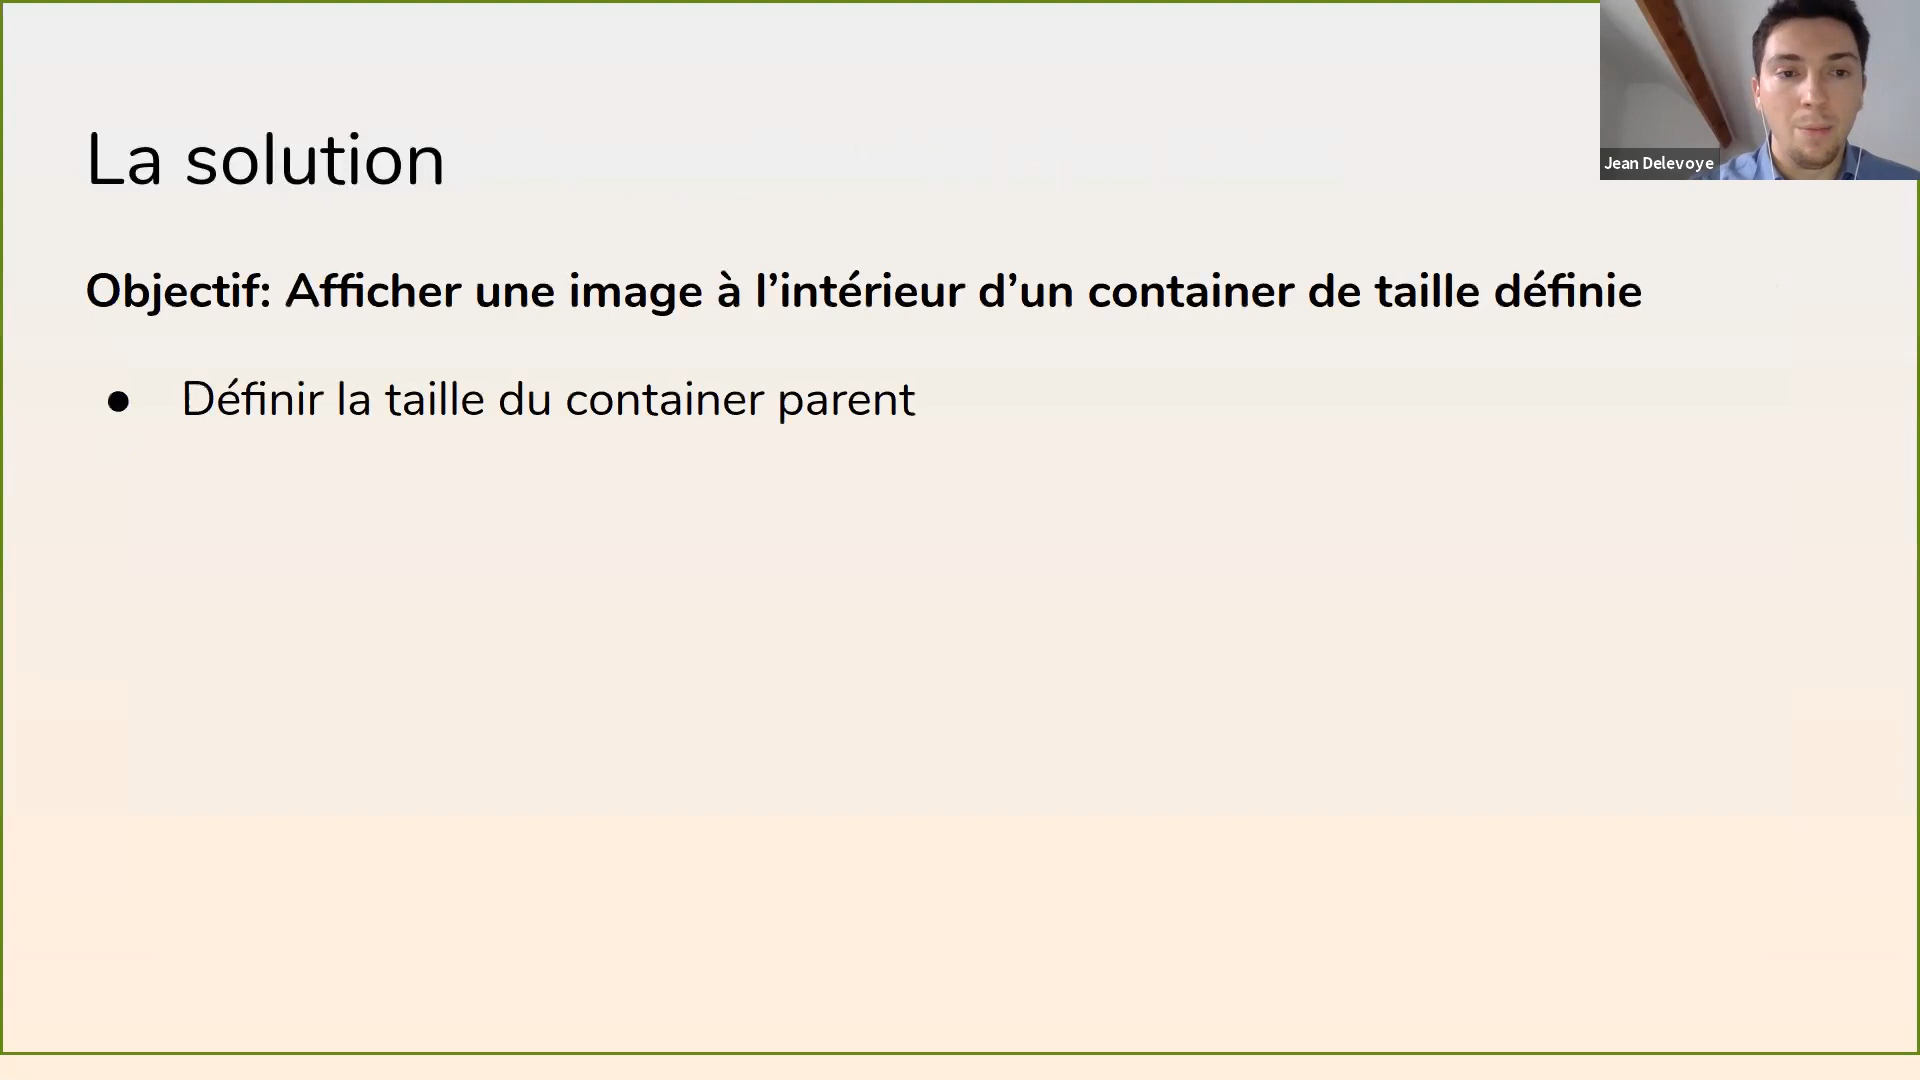 La solution
Objectif: Afficher une image à l’intérieur d’un container de taille définie
● Définir la taille du container parent
Jean Delevoye